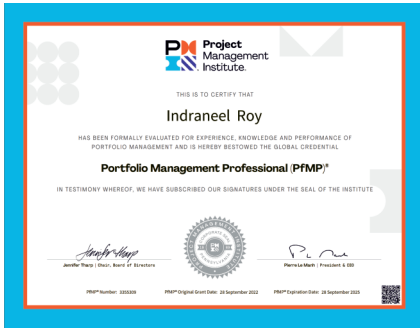 Project
Management
Institute.
THIS IS TO CERTIFY THAT
Indraneel Roy
HAS BEEN FORMALLY EVALUATED FOR EXPERIENCE, KNOWLEDGE AND PERFORMANCE OF
PORTFOLIO MANAGEMENT AND IS HEREBY BESTOWED THE GLOBAL CREDENTIAL
Portfolio Management Professional (PfMP)®
IN TESTIMONY WHEREOF, WE HAVE SUBSCRIBED OUR SIGNATURES UNDER THE SEAL OF THE INSTITUTE
Jennifer Tharp | Chair, Board of Directors
Pierre Le Manh | President & CEO
PfMP® Original Grant Date: 28 September 2022
PfMP® Expiration Date: 28 September 2025